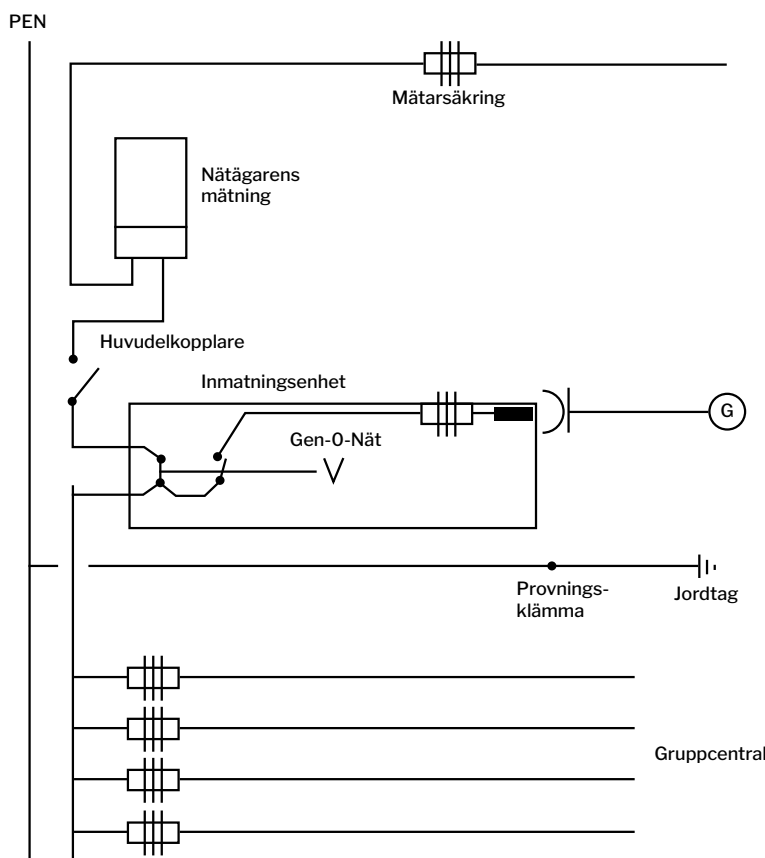 PEN
Mätarsäkring
Nätägarens
mätning
Huvudelkopplare
Inmatningsenhet
G
Gen-0-Nät
Provnings-
klämma
Jordtag
Gruppcentral